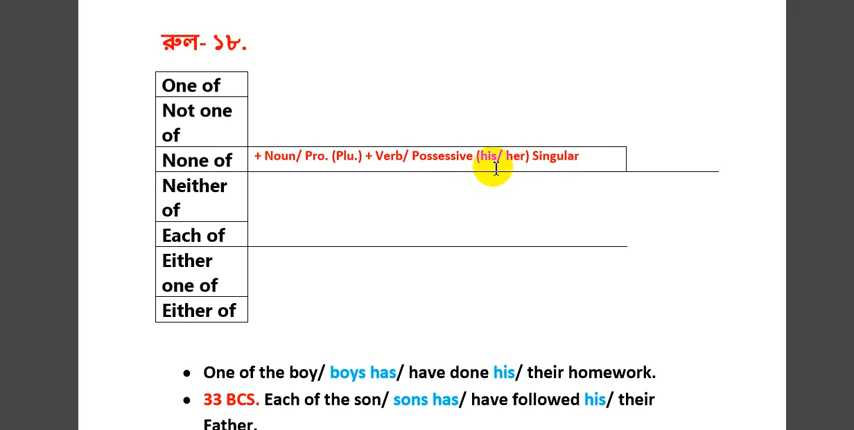 রুল- ১৮.
One of
Not one
of
None of
+ Noun/ Pro. (Plu.) + Verb/ Possessive (his/ her) Singular
Neither
of
Each of
Either
one of
Either of
• One of the boy/ boys has/ have done his/ their homework.
• 33 BCS. Each of the son/ sons has/ have followed his/ their
Father.